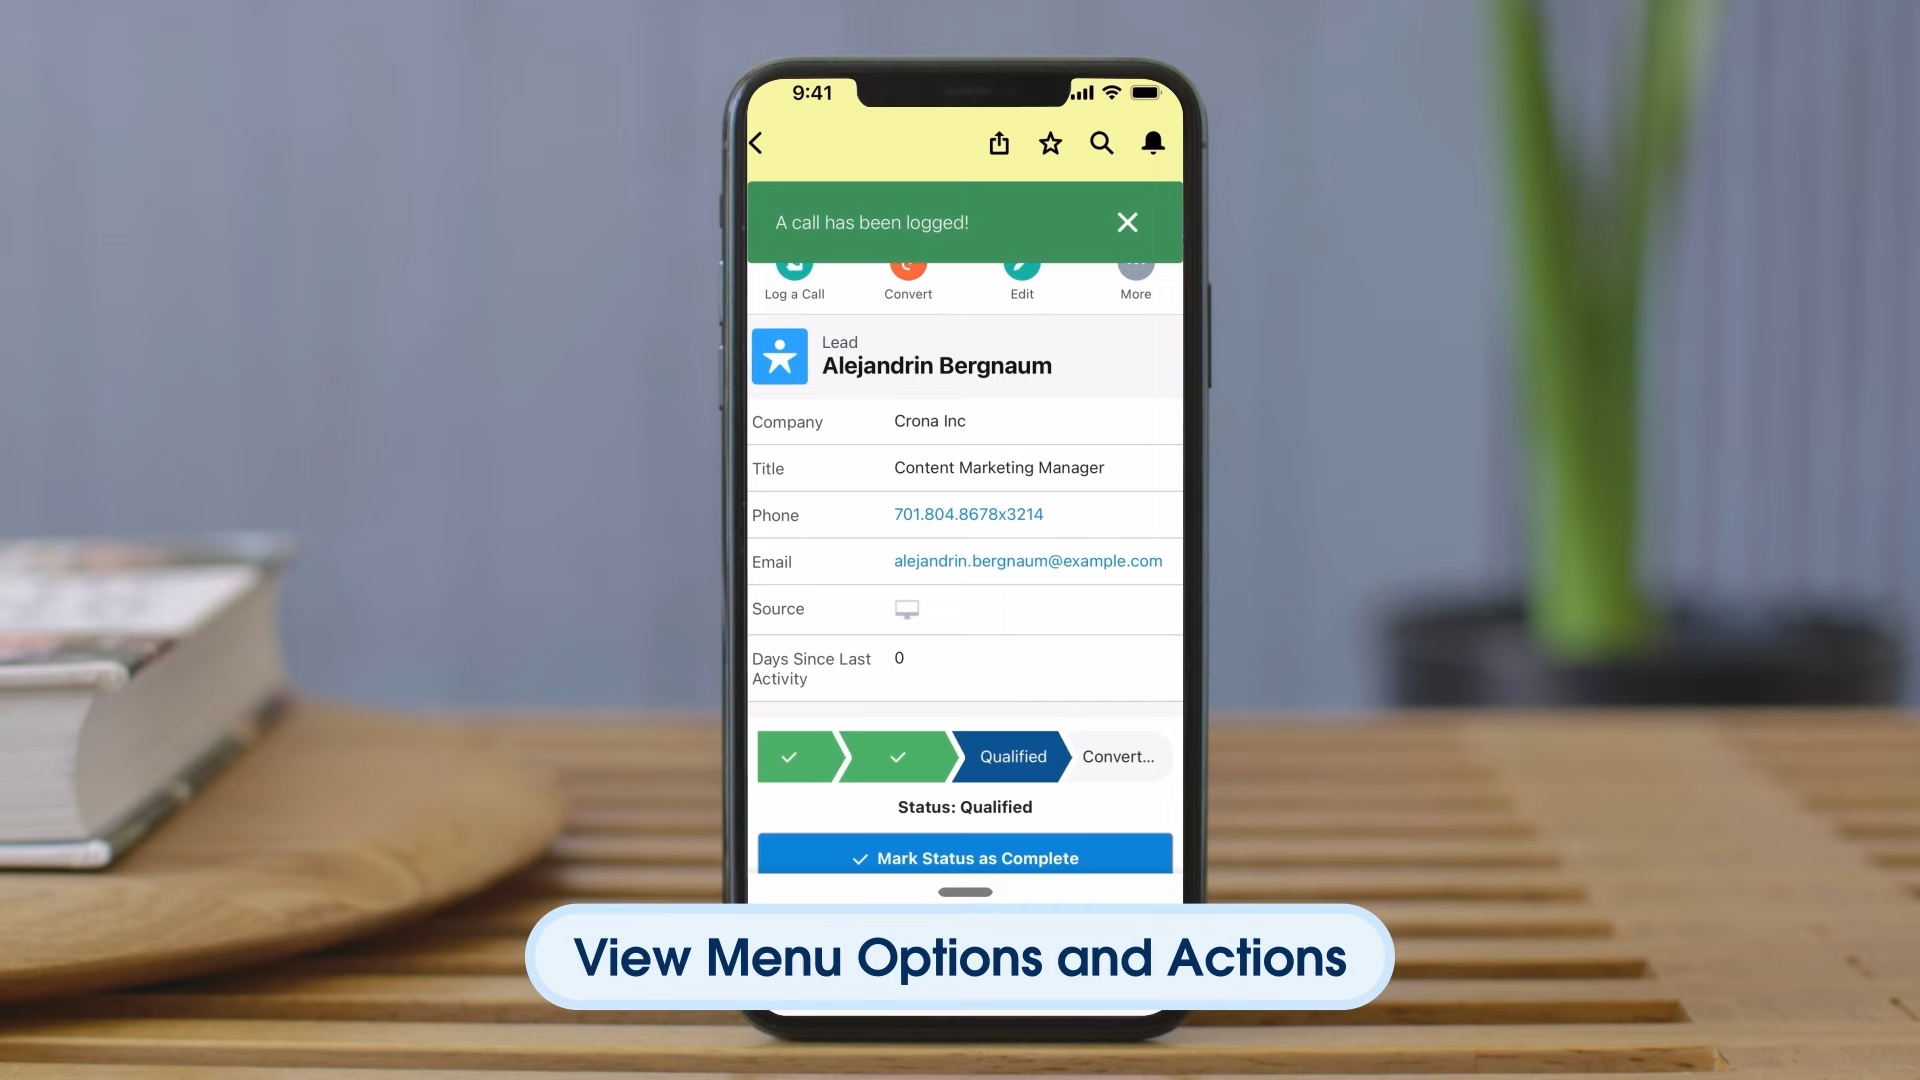 9:41
A call has been logged!
Log a Call
Convert
Edit
More
Lead
Alejandrin Bergnaum
Company
Crona Inc
Title
Content Marketing Manager
Phone
701.804.8678x3214
Email
alejandrin.bergnaum@example.com
Source
Days Since Last
Activity
0
Qualified
Convert...
Status: Qualified
Mark Status as Complete
View Menu Options and Actions